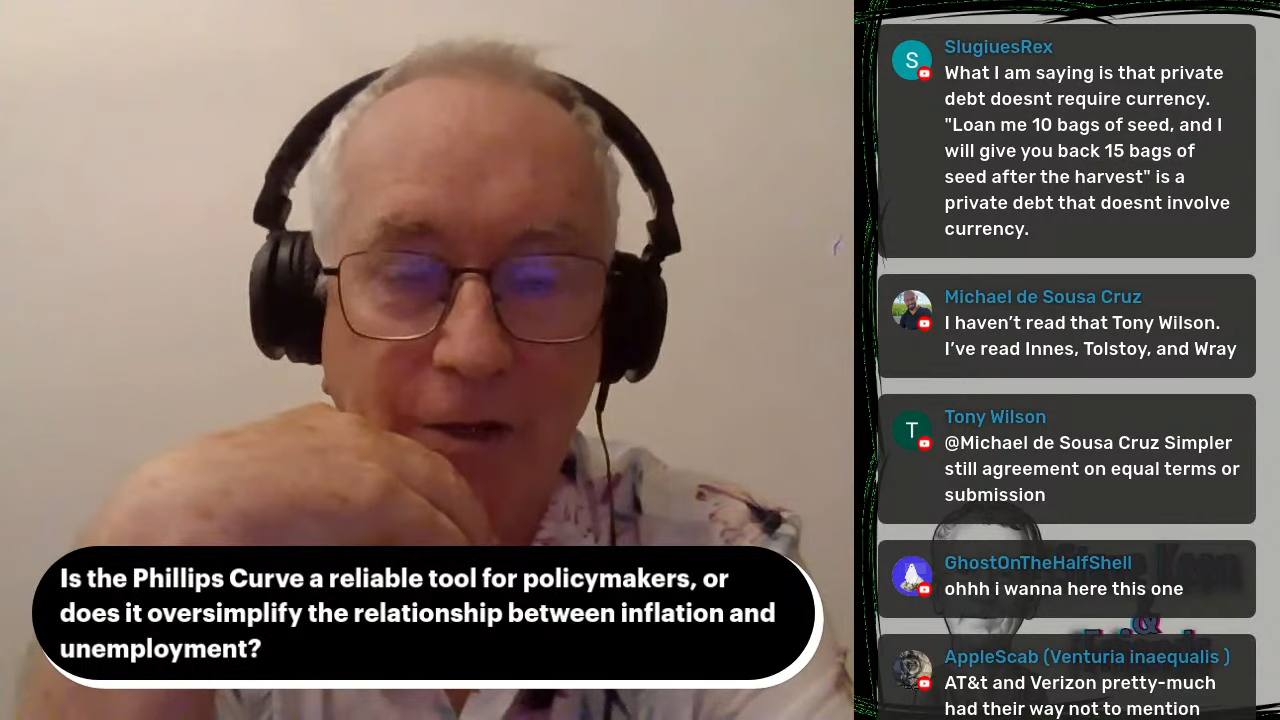 Is the Phillips Curve a reliable tool for policymakers, or
does it oversimplify the relationship between inflation and
unemployment?
S
SlugiuesRex
What I am saying is that private
debt doesnt require currency.
"Loan me 10 bags of seed, and I
will give you back 15 bags of
seed after the harvest" is a
private debt that doesnt involve
currency.
Michael de Sousa Cruz
I haven’t read that Tony Wilson.
I’ve read Innes, Tolstoy, and Wray
T
Tony Wilson
@Michael de Sousa Cruz Simpler
still agreement on equal terms or
submission
GhostOnTheHalfShell
ohhh i wanna here this one
AppleScab (Venturia inaequalis )
AT&t and Verizon pretty-much
had their way not to mention
&